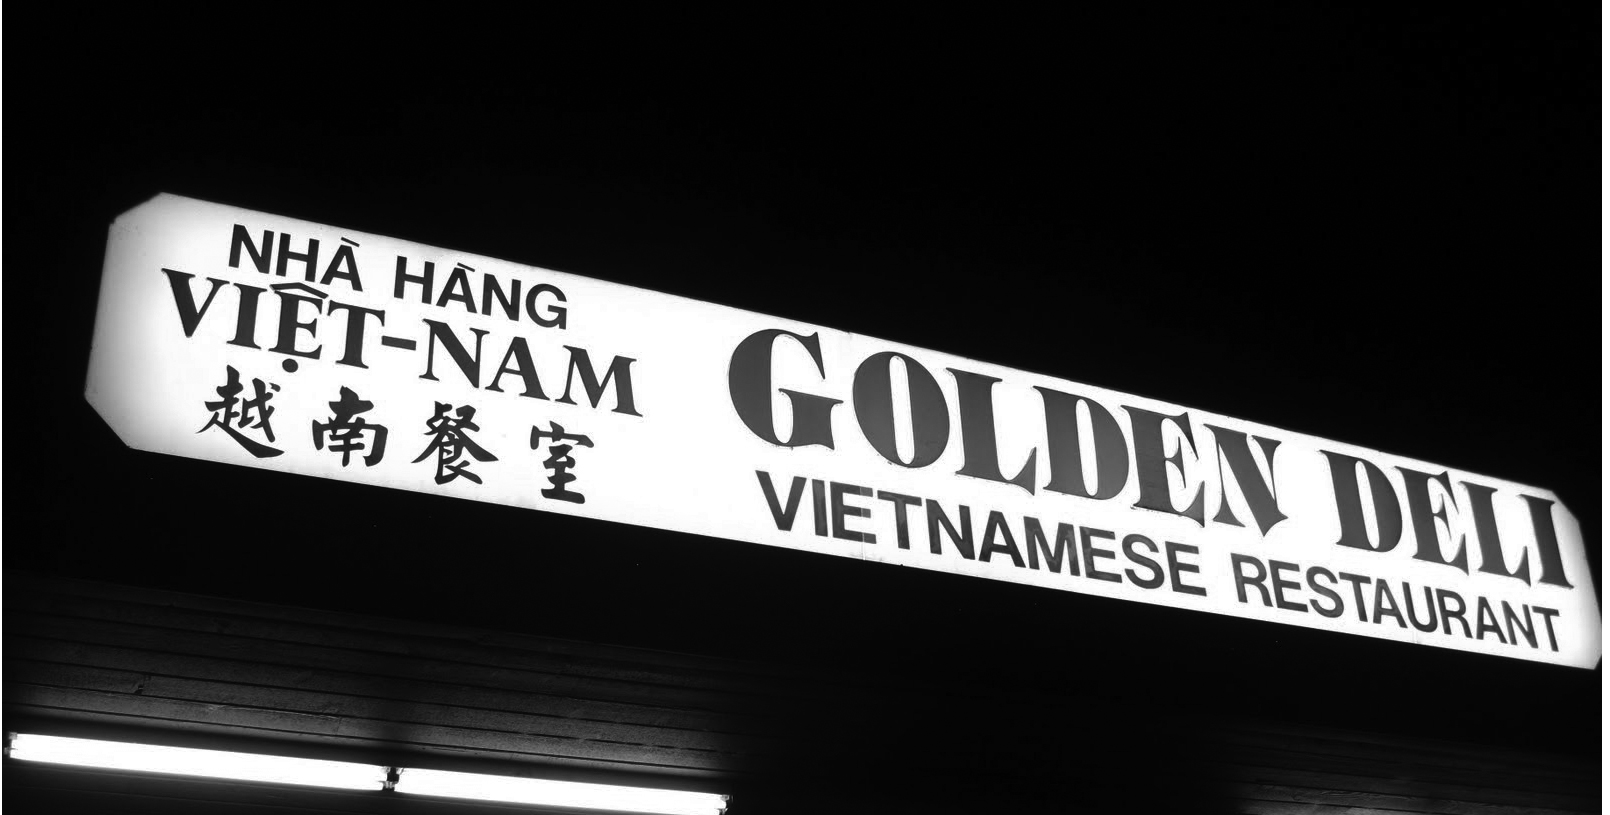 NHÀ HÀNG
VIỆT-NAM
越南餐室
GOLDEN DELI
VIETNAMESE RESTAURANT